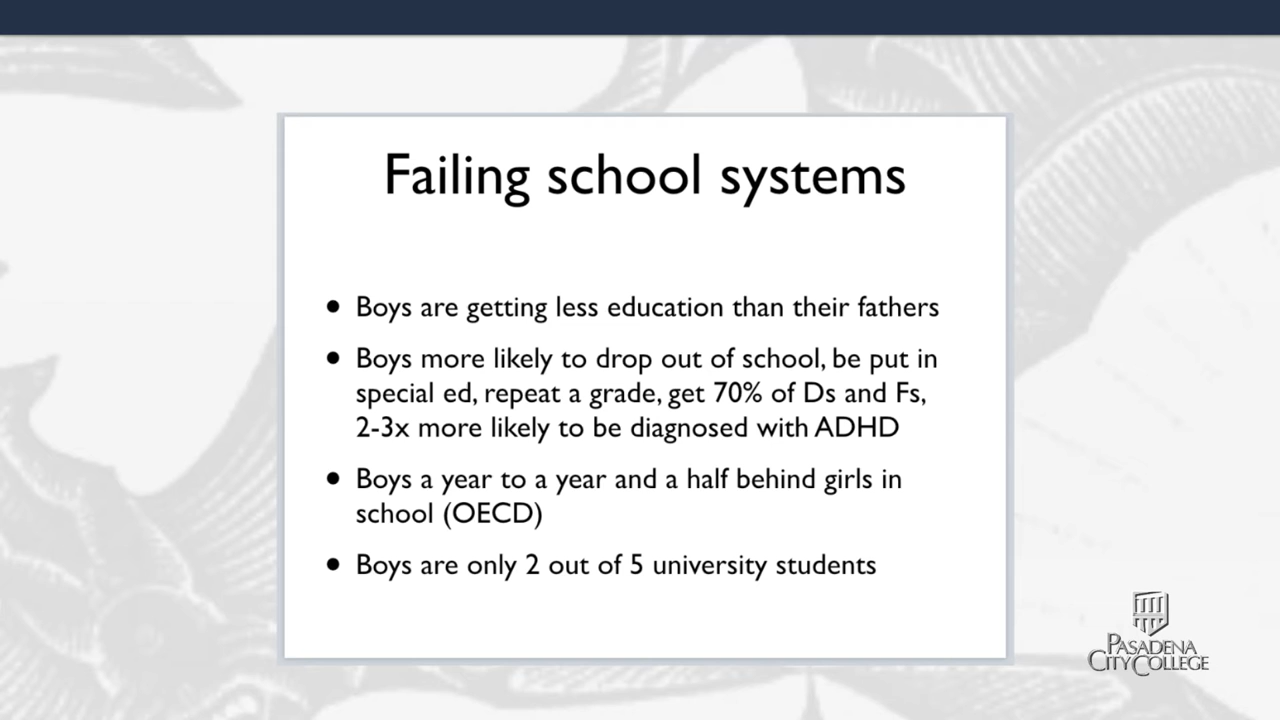 Failing school systems
• Boys are getting less education than their fathers
• Boys more likely to drop out of school, be put in
special ed, repeat a grade, get 70% of Ds and Fs,
2-3x more likely to be diagnosed with ADHD
• Boys a year to a year and a half behind girls in
school (OECD)
• Boys are only 2 out of 5 university students
PASADENA
CITY COLLEGE